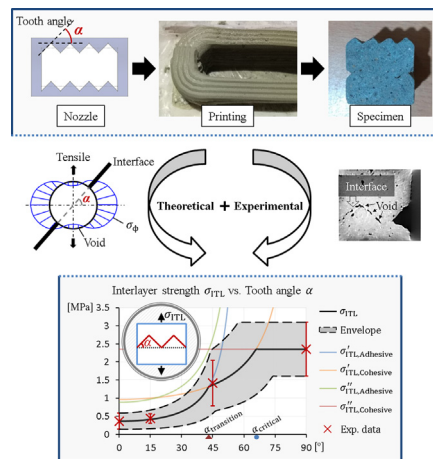 Tooth angle
α
Nozzle
Printing
Specimen
Tensile
Interface
α
σϕ
Void
Theoretical + Experimental
Interface
Void
Interlayer strength σITL vs. Tooth angle α
[MPa]
3.5
3
2.5
2
1.5
1
0.5
0
σITL
α
σITL
Envelope
σ′ITL,Adhesive
σ′ITL,Cohesive
σ″ITL,Adhesive
σ″ITL,Cohesive
Exp. data
0 15 30 45 60 75 90 [°]
αtransition αcritical